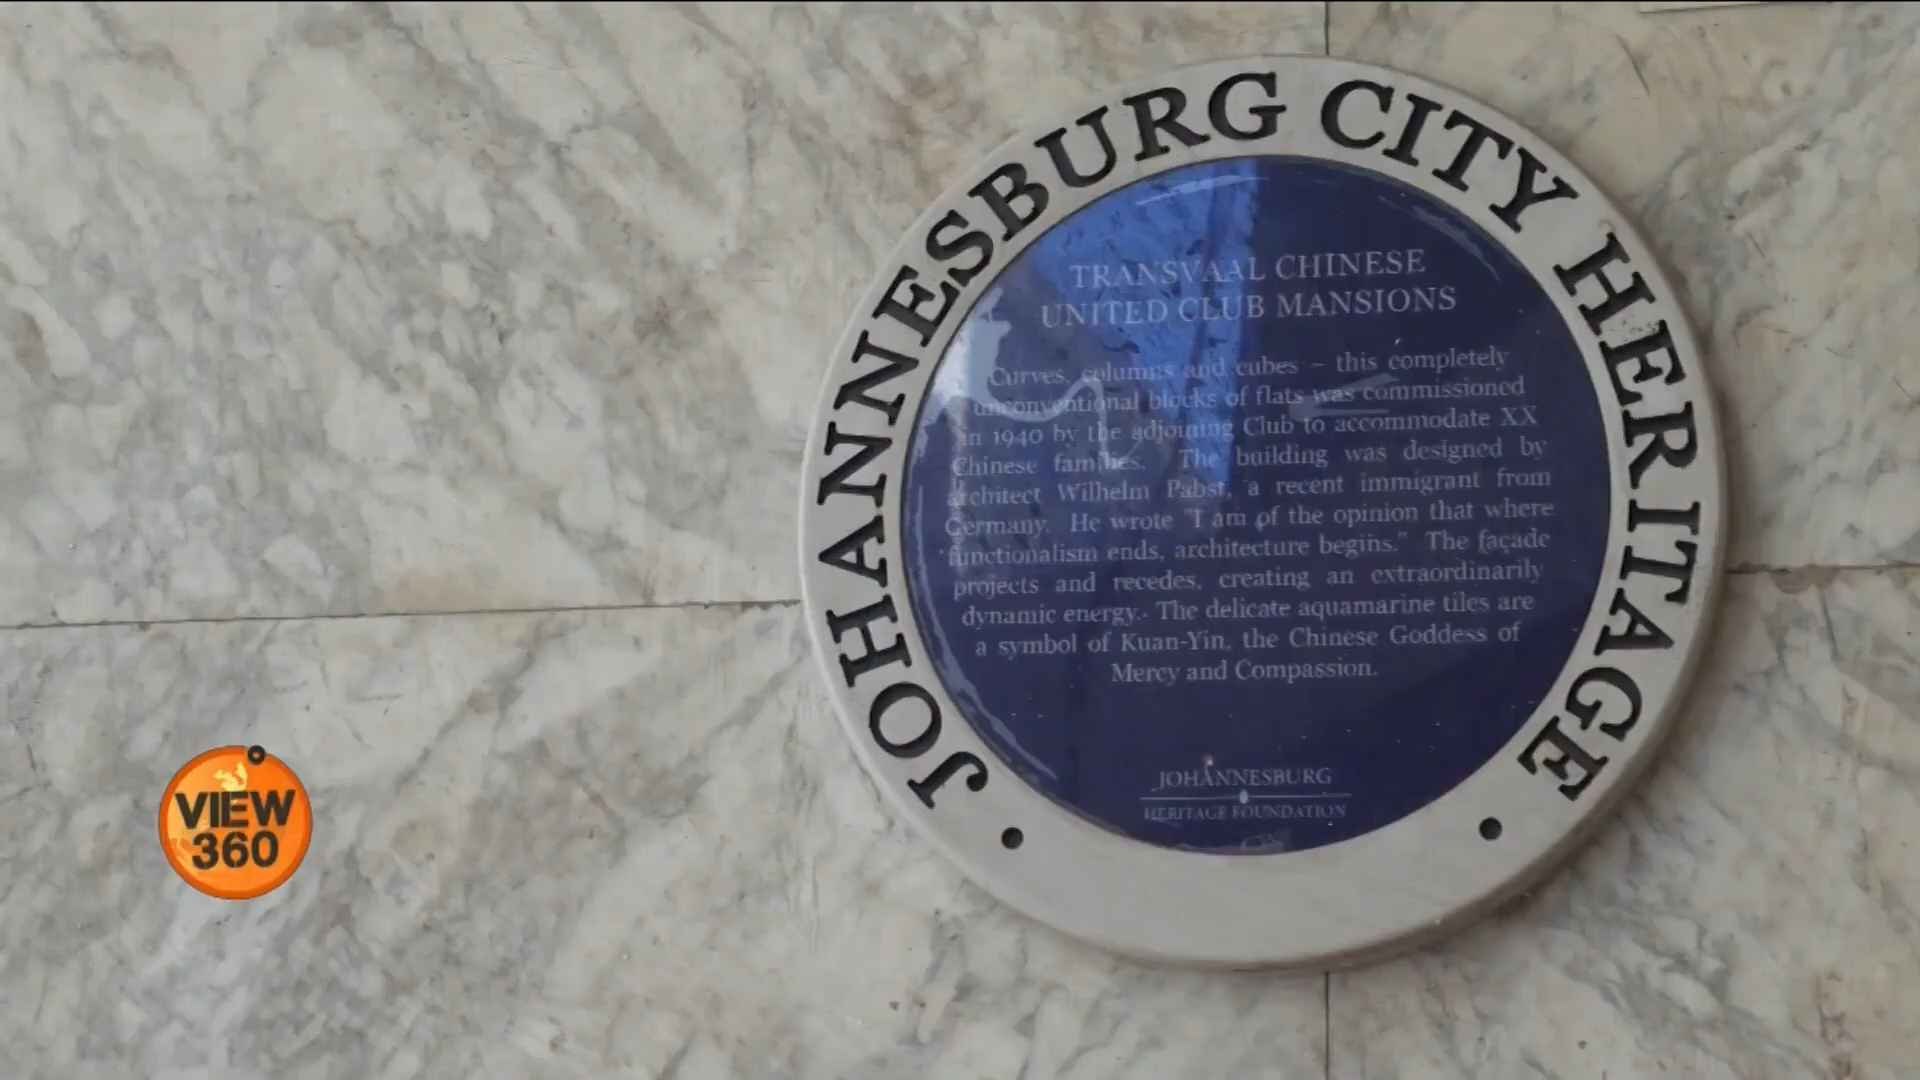 JOHANNESBURG CITY HERITAGE
TRANSVAAL CHINESE
UNITED CLUB MANSIONS
Curves, columns and cubes – this completely
unconventional blocks of flats was commissioned
in 1940 by the adjoining Club to accommodate XX
Chinese families. The building was designed by
architect Wilhelm Pabst, a recent immigrant from
Germany. He wrote "I am of the opinion that where
functionalism ends, architecture begins." The façade
projects and recedes, creating an extraordinarily
dynamic energy. The delicate aquamarine tiles are
a symbol of Kuan-Yin, the Chinese Goddess of
Mercy and Compassion.
JOHANNESBURG
HERITAGE FOUNDATION
VIEW
360